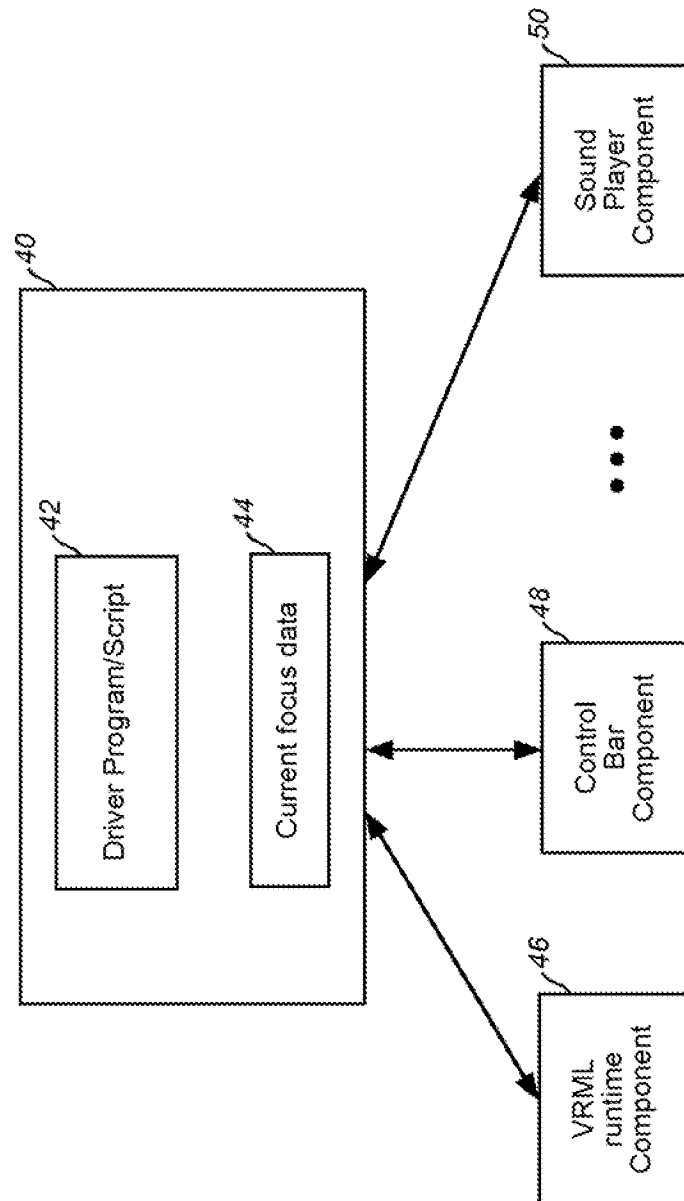 40
42
Driver Program/Script
44
Current focus data
46
VRML
runtime
Component
48
Control
Bar
Component
50
Sound
Player
Component